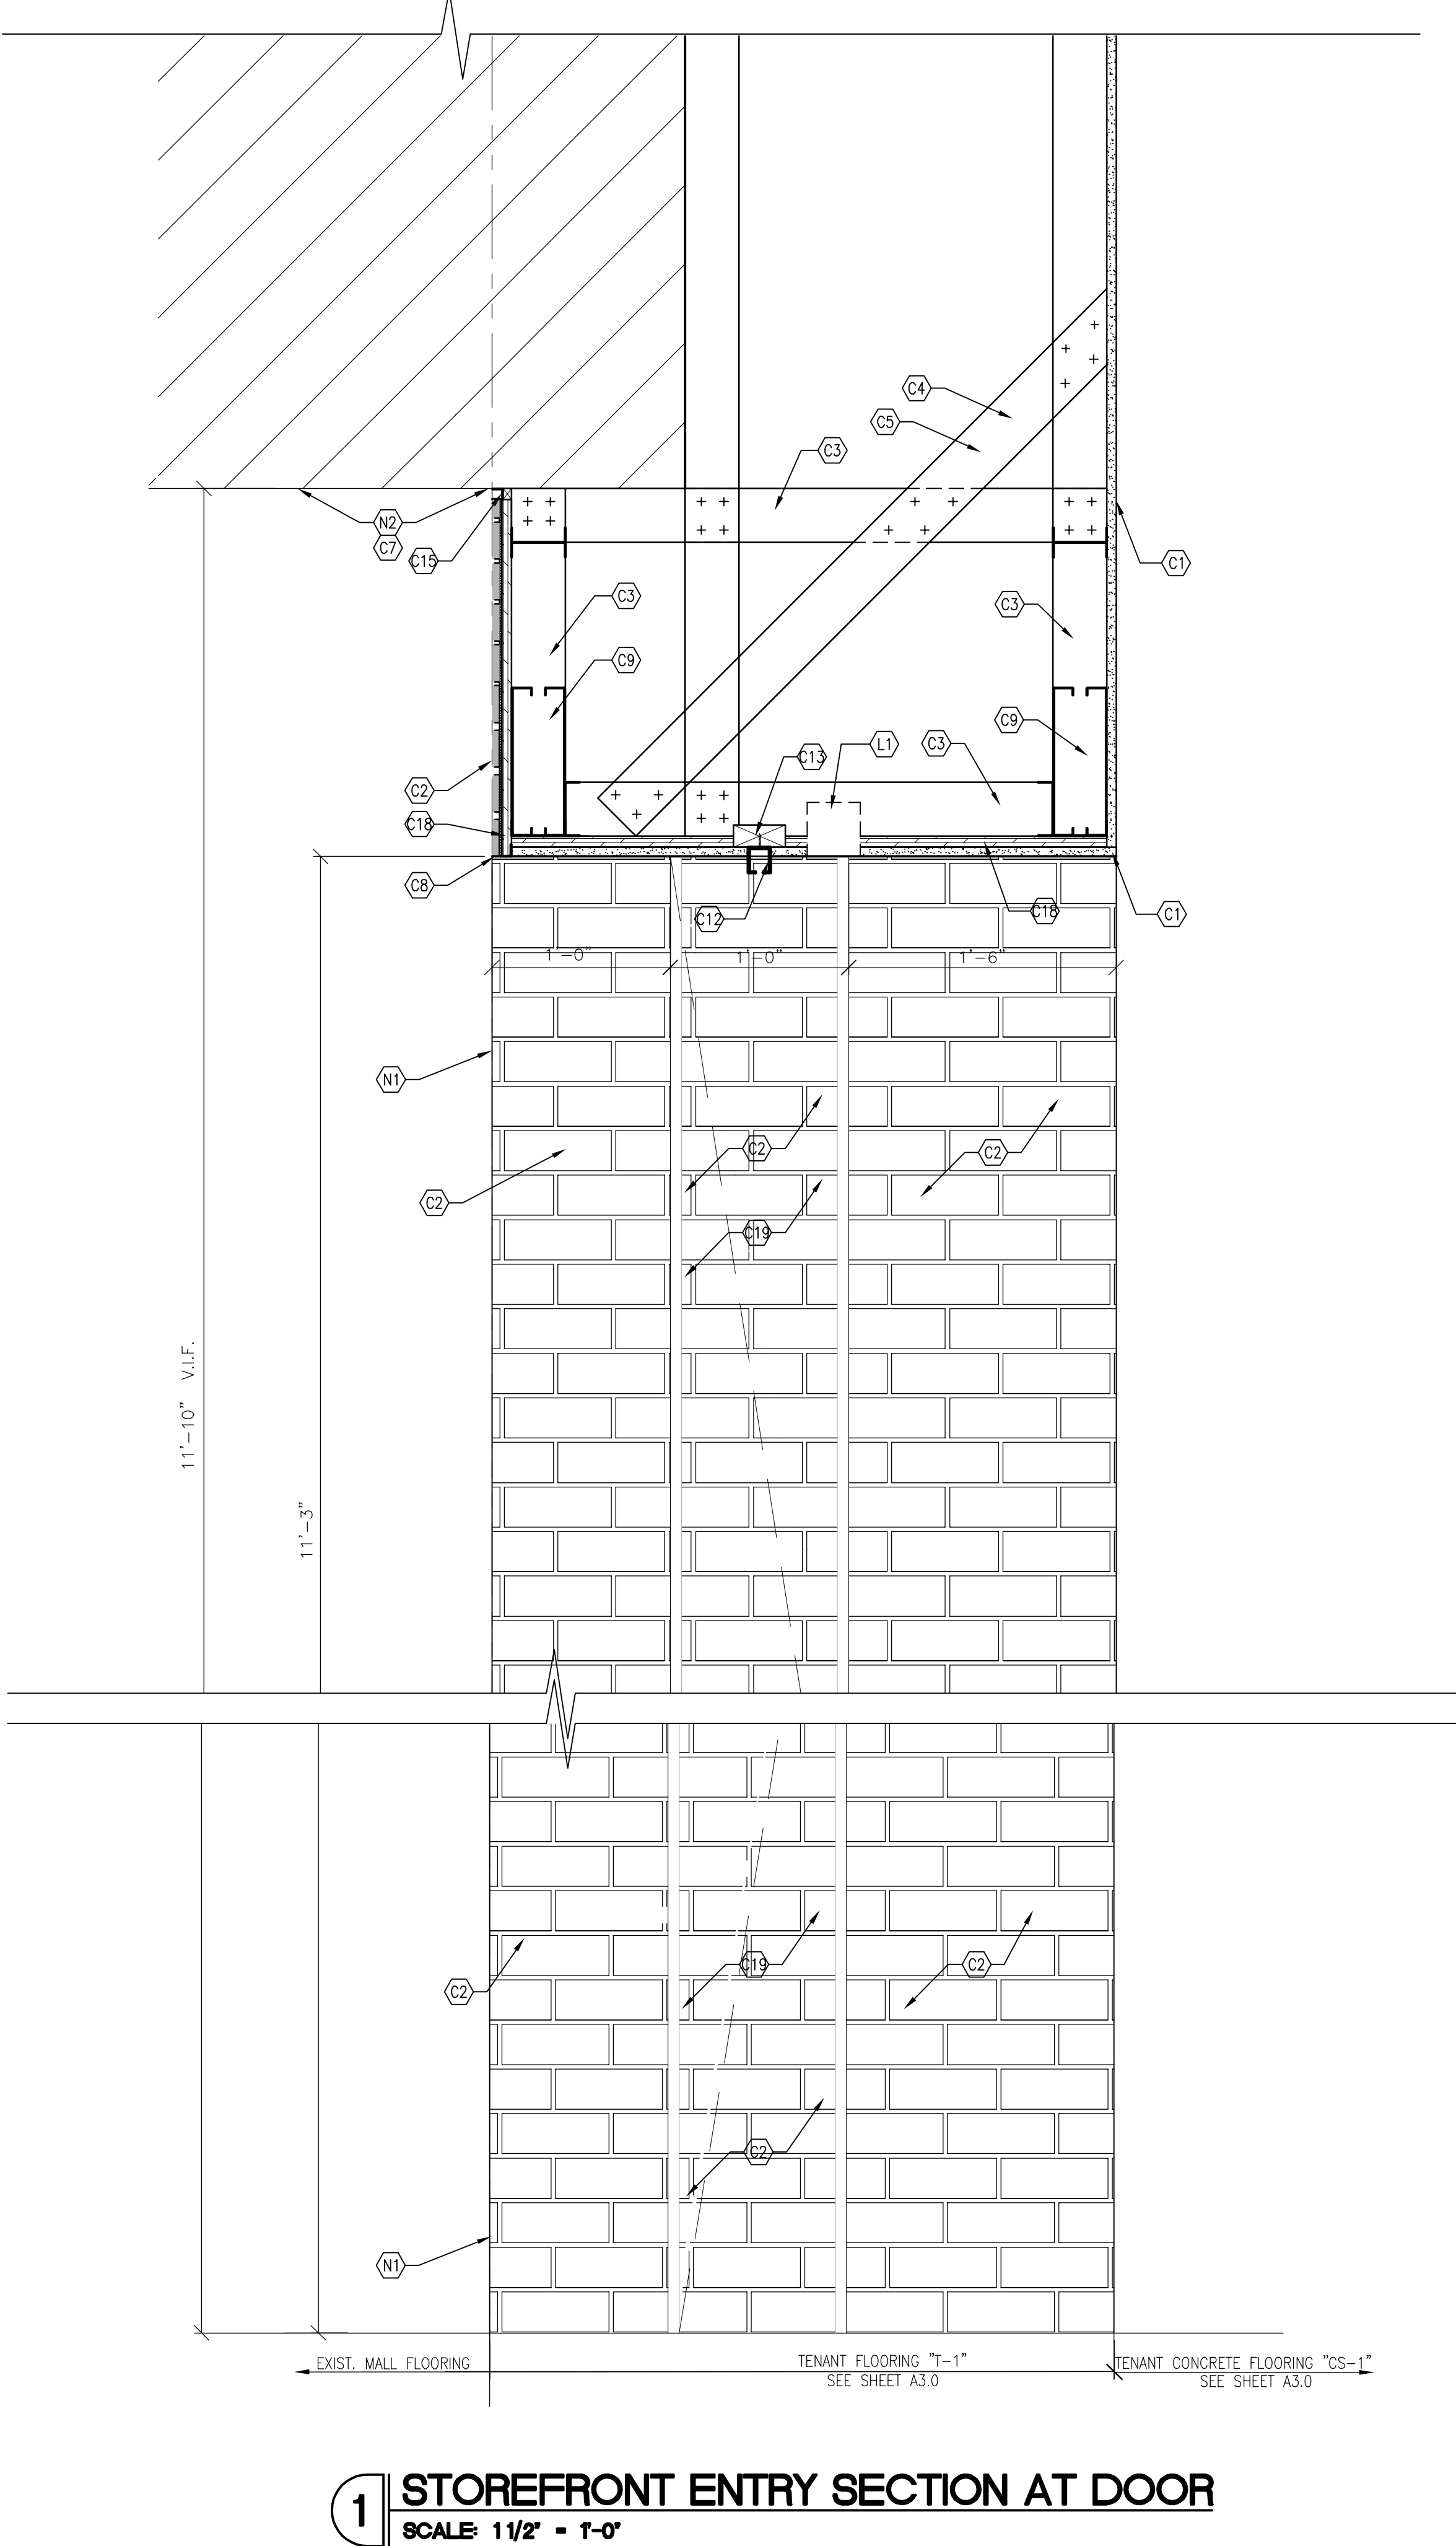 C4
C5
C3
N2
C7
C15
C1
C3
C3
C9
C9
C13
L1
C3
C2
C18
C8
C12
C18
C1
1'-0"
1'-0"
1'-6"
N1
C2
C2
C2
C19
11'-10" V.I.F.
11'-3"
C19
C2
C2
C2
N1
EXIST. MALL FLOORING
TENANT FLOORING "T-1"
SEE SHEET A3.0
TENANT CONCRETE FLOORING "CS-1"
SEE SHEET A3.0
1
STOREFRONT ENTRY SECTION AT DOOR
SCALE: 1 1/2" = 1'-0"